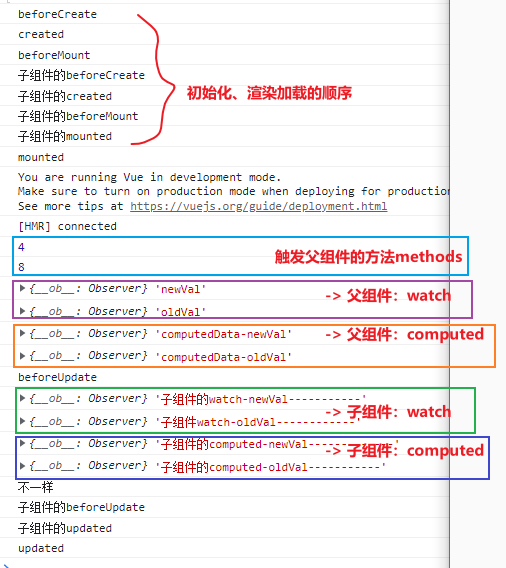 beforeCreate
created
beforeMount
子组件的beforeCreate
子组件的created
初始化、渲染加载的顺序
子组件的beforeMount
子组件的mounted
mounted
You are running Vue in development mode.
Make sure to turn on production mode when deploying for production
See more tips at https://vuejs.org/guide/deployment.html
[HMR] connected
4
触发父组件的方法methods
8
{__ob__: Observer} 'newVal'
-> 父组件：watch
{__ob__: Observer} 'oldVal'
{__ob__: Observer} 'computedData-newVal'
-> 父组件：computed
{__ob__: Observer} 'computedData-oldVal'
beforeUpdate
{__ob__: Observer} '子组件的watch-newVal-----------'
-> 子组件：watch
{__ob__: Observer} '子组件watch-oldVal------------'
{__ob__: Observer} '子组件的computed-newVal-------------'
-> 子组件：computed
{__ob__: Observer} '子组件的computed-oldVal-----------'
不一样
子组件的beforeUpdate
子组件的updated
updated